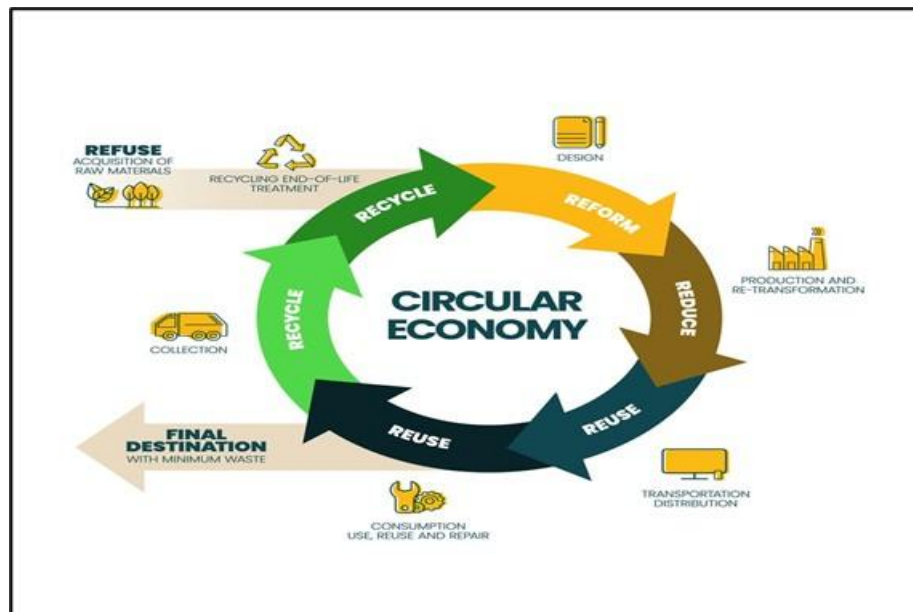 REFUSE
ACQUISITION OF
RAW MATERIALS
RECYCLING END-OF-LIFE
TREATMENT
DESIGN
RECYCLE
REFORM
PRODUCTION AND
RE-TRANSFORMATION
REDUCE
CIRCULAR
ECONOMY
RECYCLE
COLLECTION
REUSE
REUSE
FINAL
DESTINATION
WITH MINIMUM WASTE
TRANSPORTATION
DISTRIBUTION
CONSUMPTION
USE, REUSE AND REPAIR